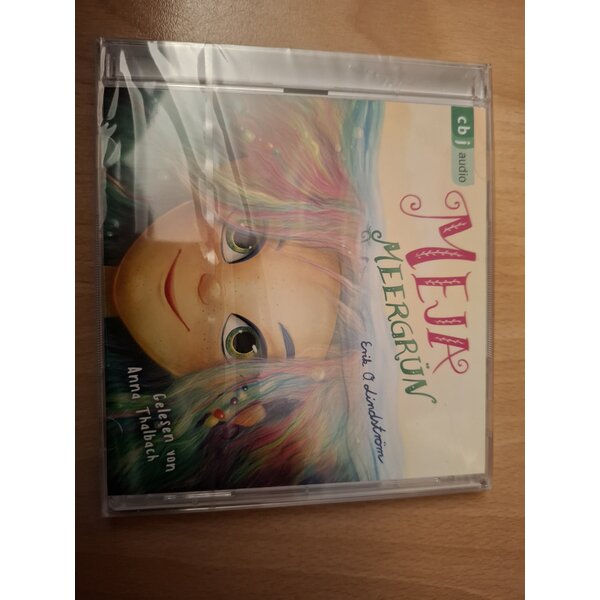 cbj audio
MEJA
MEERGRÜN
Erik O. Lindström
Gelesen von
Anna Thalbach